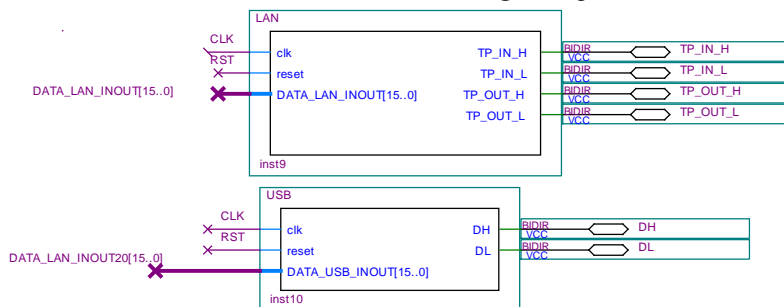 LAN
CLK
clk
TP_IN_H
BIDIR
VCC
TP_IN_H
RST
reset
TP_IN_L
BIDIR
VCC
TP_IN_L
DATA_LAN_INOUT[15..0]
DATA_LAN_INOUT[15..0]
TP_OUT_H
BIDIR
VCC
TP_OUT_H
TP_OUT_L
BIDIR
VCC
TP_OUT_L
inst9
USB
CLK
clk
DH
BIDIR
VCC
DH
RST
reset
DL
BIDIR
VCC
DL
DATA_LAN_INOUT20[15..0]
DATA_USB_INOUT[15..0]
inst10